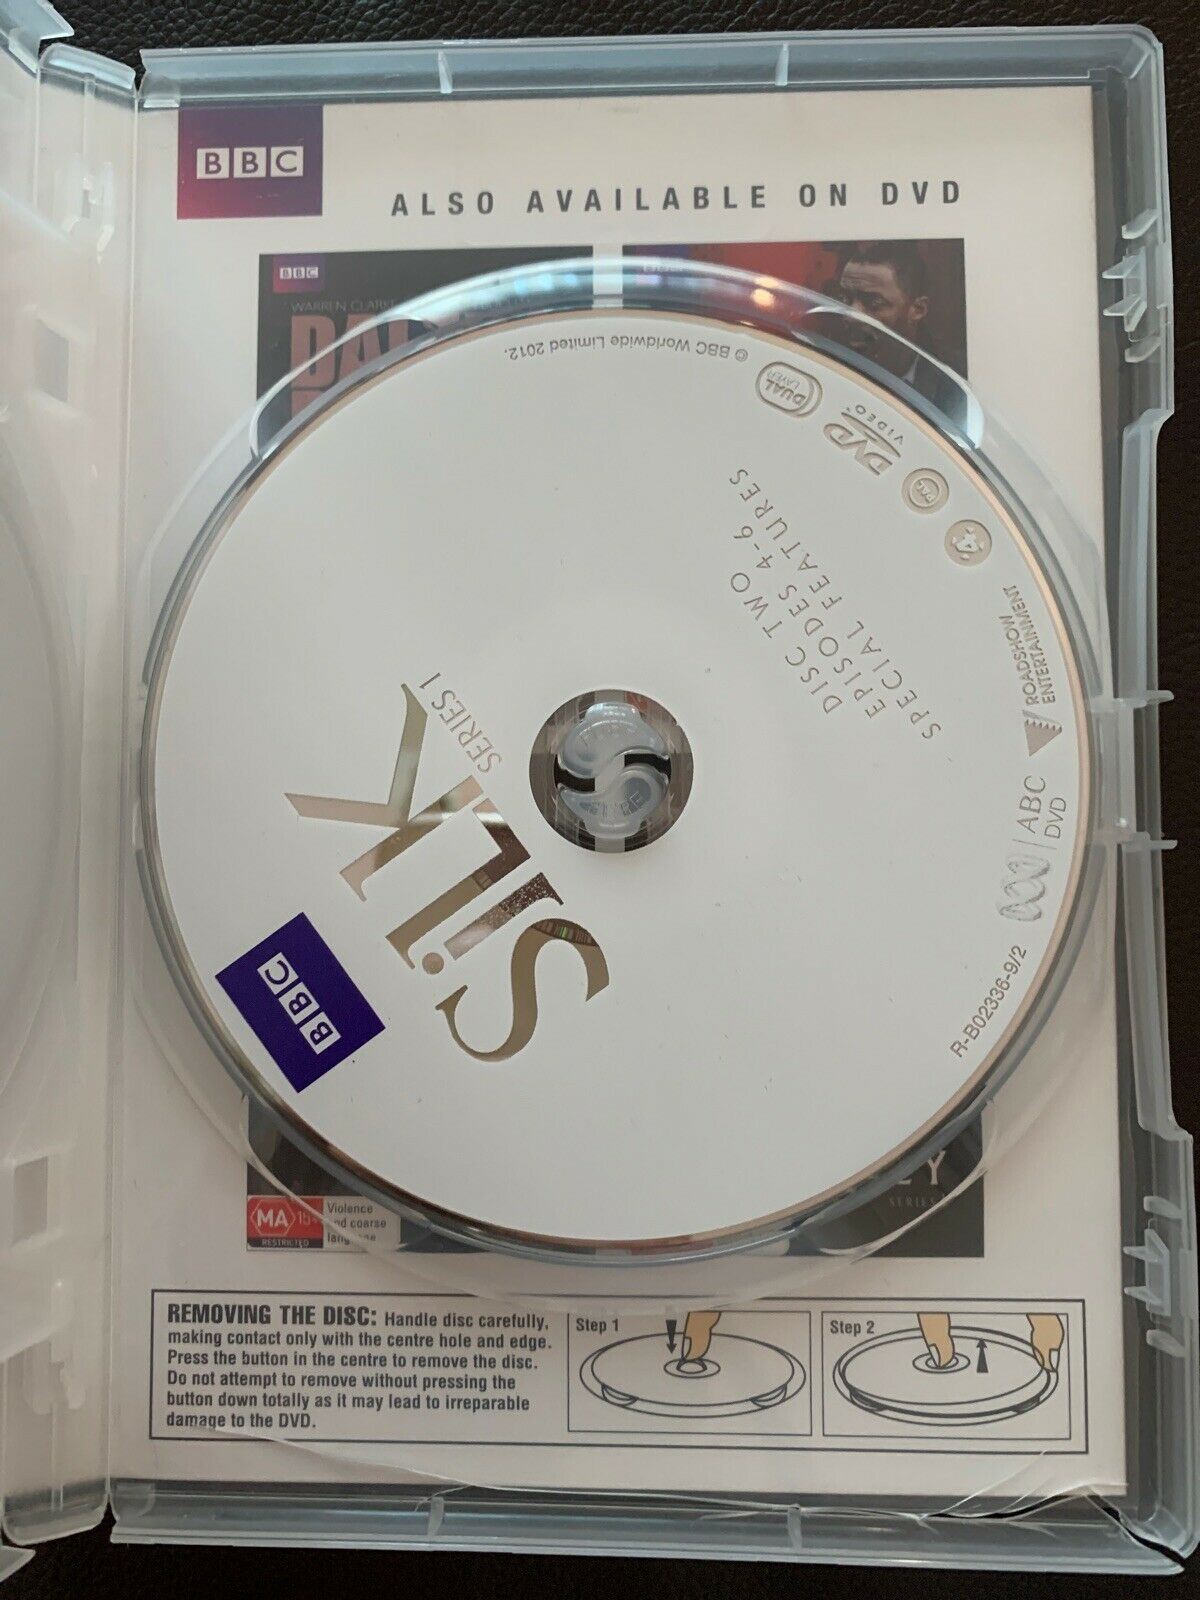 BBC
ALSO AVAILABLE ON DVD
BBC
WARREN CLARKE
© BBC Worldwide Limited 2012.
DUAL
LAYER
DVD
VIDEO
PAL
4
DISC TWO
EPISODES 4-6
SPECIAL FEATURES
ROADSHOW
ENTERTAINMENT
ABC
DVD
R-B02336-9/2
SiLK
SERIES 1
BBC
MA 15+
RESTRICTED
Violence
and coarse
language
SERIES
REMOVING THE DISC: Handle disc carefully,
making contact only with the centre hole and edge.
Press the button in the centre to remove the disc.
Do not attempt to remove without pressing the
button down totally as it may lead to irreparable
damage to the DVD.
Step 1
Step 2